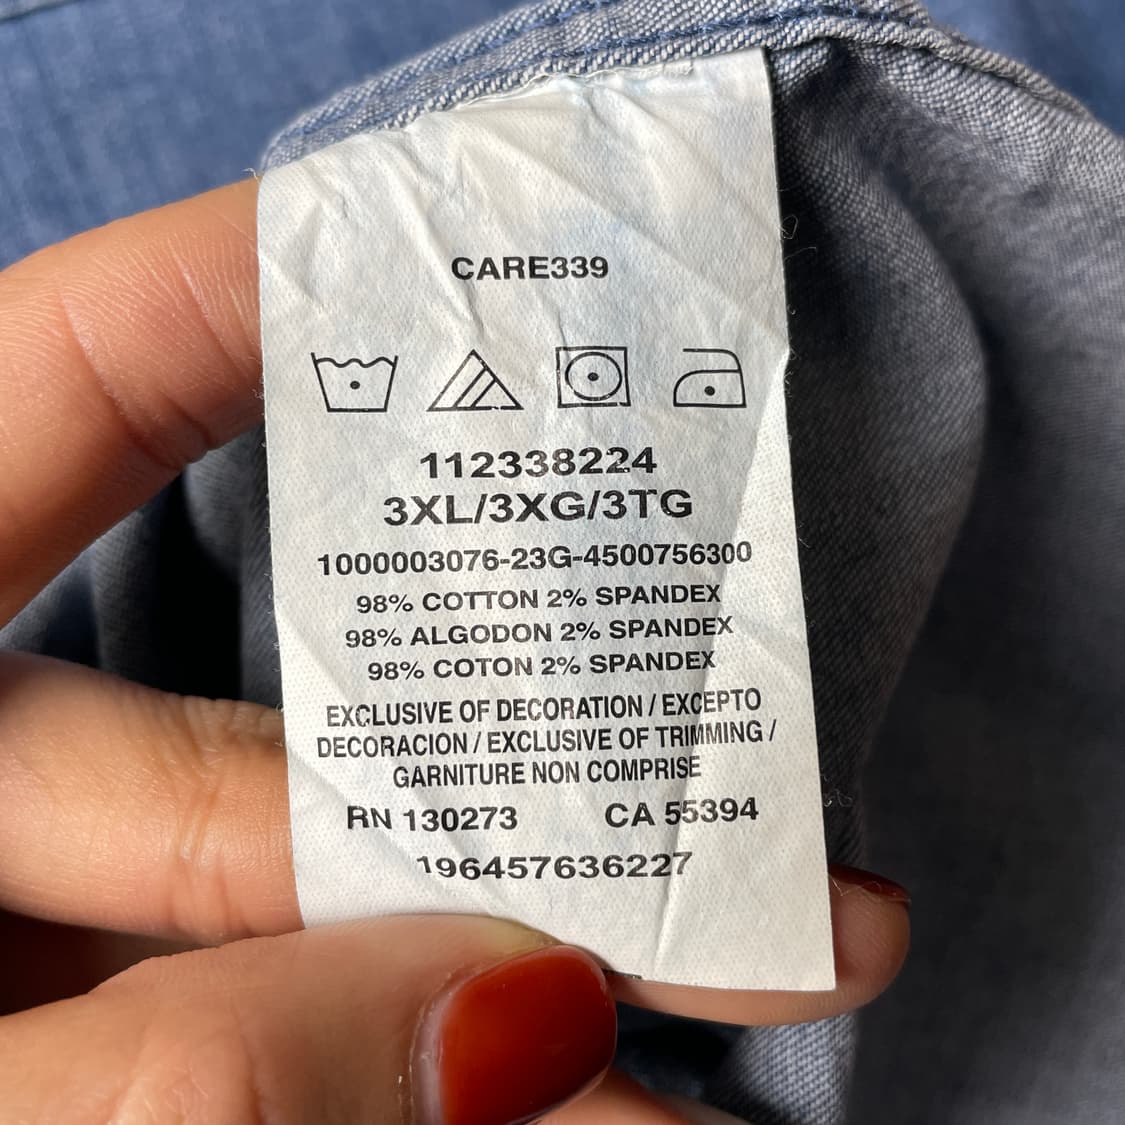 CARE339
112338224
3XL/3XG/3TG
1000003076-23G-4500756300
98% COTTON 2% SPANDEX
98% ALGODON 2% SPANDEX
98% COTON 2% SPANDEX
EXCLUSIVE OF DECORATION / EXCEPTO
DECORACION / EXCLUSIVE OF TRIMMING /
GARNITURE NON COMPRISE
RN 130273 CA 55394
196457636227